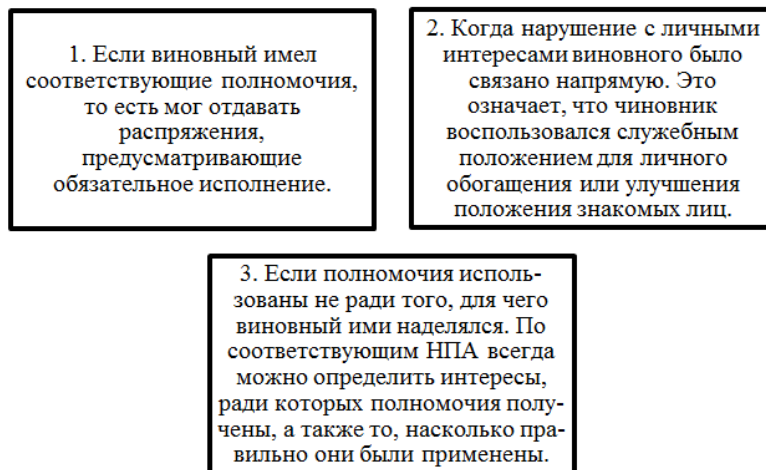 1. Если виновный имел
соответствующие полномочия,
то есть мог отдавать
распряжения,
предусматривающие
обязательное исполнение.
2. Когда нарушение с личными
интересами виновного было
связано напрямую. Это
означает, что чиновник
воспользовался служебным
положением для личного
обогащения или улучшения
положения знакомых лиц.
3. Если полномочия исполь-
зованы не ради того, для чего
виновный ими наделялся. По
соответствующим НПА всегда
можно определить интересы,
ради которых полномочия полу-
чены, а также то, насколько пра-
вильно они были применены.